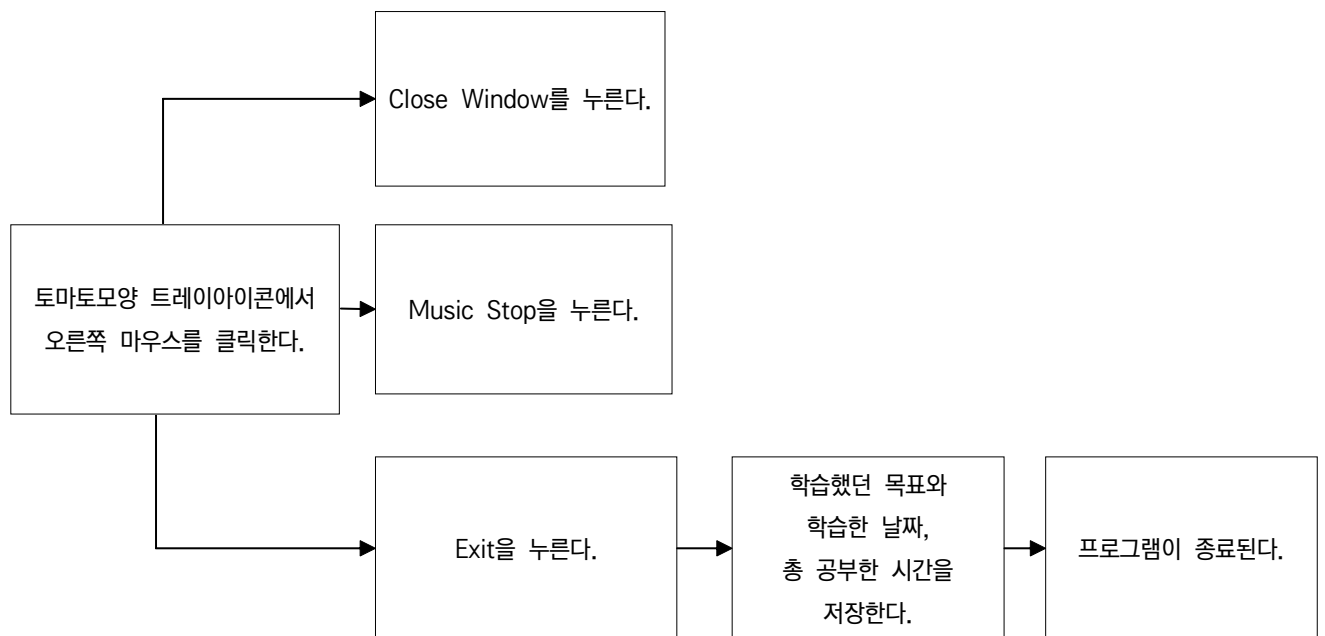 Close Window를 누른다.
토마토모양 트레이아이콘에서
오른쪽 마우스를 클릭한다.
Music Stop을 누른다.
Exit을 누른다.
학습했던 목표와
학습한 날짜,
총 공부한 시간을
저장한다.
프로그램이 종료된다.